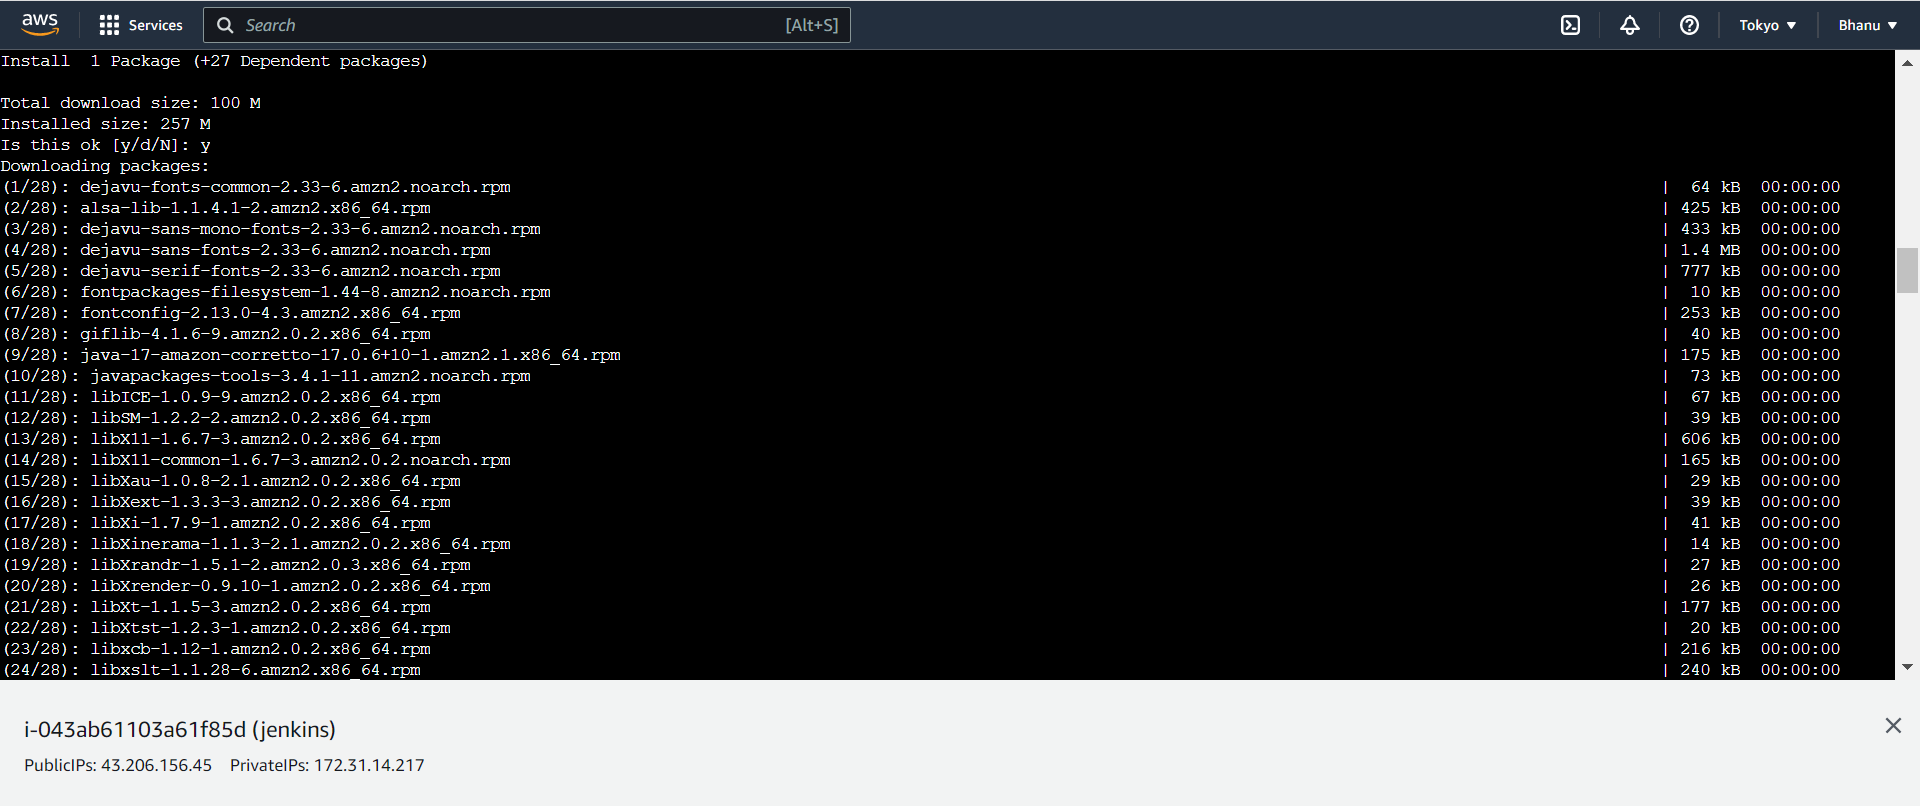 aws Services Search [Alt+S] Tokyo Bhanu
Install 1 Package (+27 Dependent packages)
Total download size: 100 M
Installed size: 257 M
Is this ok [y/d/N]: y
Downloading packages:
(1/28): dejavu-fonts-common-2.33-6.amzn2.noarch.rpm | 64 kB 00:00:00
(2/28): alsa-lib-1.1.4.1-2.amzn2.x86_64.rpm | 425 kB 00:00:00
(3/28): dejavu-sans-mono-fonts-2.33-6.amzn2.noarch.rpm | 433 kB 00:00:00
(4/28): dejavu-sans-fonts-2.33-6.amzn2.noarch.rpm | 1.4 MB 00:00:00
(5/28): dejavu-serif-fonts-2.33-6.amzn2.noarch.rpm | 777 kB 00:00:00
(6/28): fontpackages-filesystem-1.44-8.amzn2.noarch.rpm | 10 kB 00:00:00
(7/28): fontconfig-2.13.0-4.3.amzn2.x86_64.rpm | 253 kB 00:00:00
(8/28): giflib-4.1.6-9.amzn2.0.2.x86_64.rpm | 40 kB 00:00:00
(9/28): java-17-amazon-corretto-17.0.6+10-1.amzn2.1.x86_64.rpm | 175 kB 00:00:00
(10/28): javapackages-tools-3.4.1-11.amzn2.noarch.rpm | 73 kB 00:00:00
(11/28): libICE-1.0.9-9.amzn2.0.2.x86_64.rpm | 67 kB 00:00:00
(12/28): libSM-1.2.2-2.amzn2.0.2.x86_64.rpm | 39 kB 00:00:00
(13/28): libX11-1.6.7-3.amzn2.0.2.x86_64.rpm | 606 kB 00:00:00
(14/28): libX11-common-1.6.7-3.amzn2.0.2.noarch.rpm | 165 kB 00:00:00
(15/28): libXau-1.0.8-2.1.amzn2.0.2.x86_64.rpm | 29 kB 00:00:00
(16/28): libXext-1.3.3-3.amzn2.0.2.x86_64.rpm | 39 kB 00:00:00
(17/28): libXi-1.7.9-1.amzn2.0.2.x86_64.rpm | 41 kB 00:00:00
(18/28): libXinerama-1.1.3-2.1.amzn2.0.2.x86_64.rpm | 14 kB 00:00:00
(19/28): libXrandr-1.5.1-2.amzn2.0.3.x86_64.rpm | 27 kB 00:00:00
(20/28): libXrender-0.9.10-1.amzn2.0.2.x86_64.rpm | 26 kB 00:00:00
(21/28): libXt-1.1.5-3.amzn2.0.2.x86_64.rpm | 177 kB 00:00:00
(22/28): libXtst-1.2.3-1.amzn2.0.2.x86_64.rpm | 20 kB 00:00:00
(23/28): libxcb-1.12-1.amzn2.0.2.x86_64.rpm | 216 kB 00:00:00
(24/28): libxslt-1.1.28-6.amzn2.x86_64.rpm | 240 kB 00:00:00
i-043ab61103a61f85d (jenkins)
PublicIPs: 43.206.156.45 PrivateIPs: 172.31.14.217